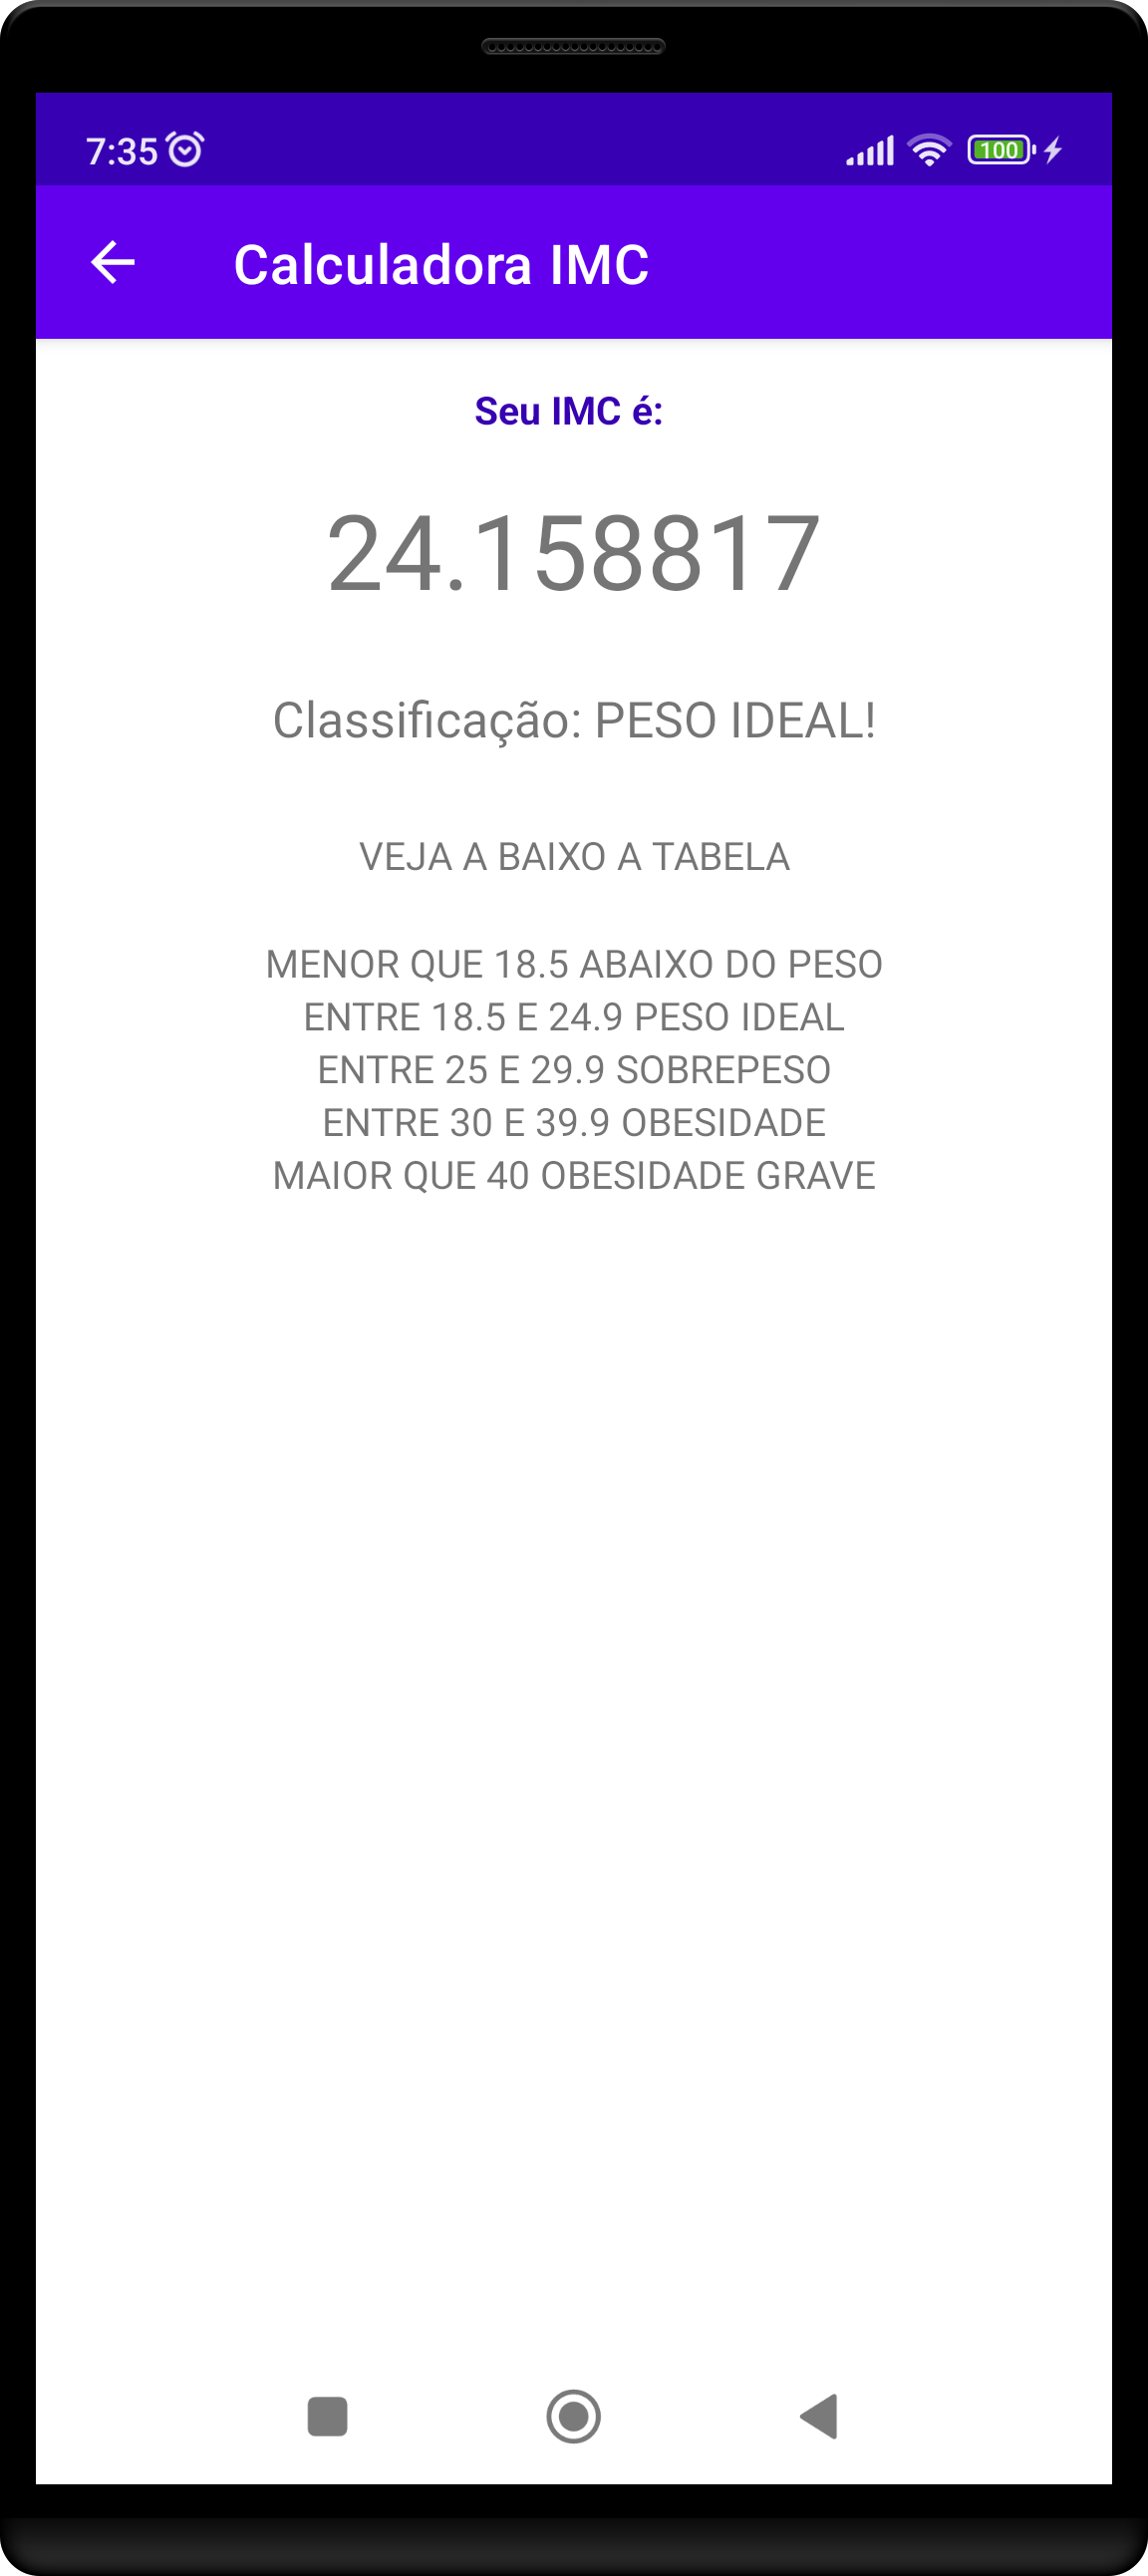 7:35
100
Calculadora IMC
Seu IMC é:
24.158817
Classificação: PESO IDEAL!
VEJA A BAIXO A TABELA
MENOR QUE 18.5 ABAIXO DO PESO
ENTRE 18.5 E 24.9 PESO IDEAL
ENTRE 25 E 29.9 SOBREPESO
ENTRE 30 E 39.9 OBESIDADE
MAIOR QUE 40 OBESIDADE GRAVE